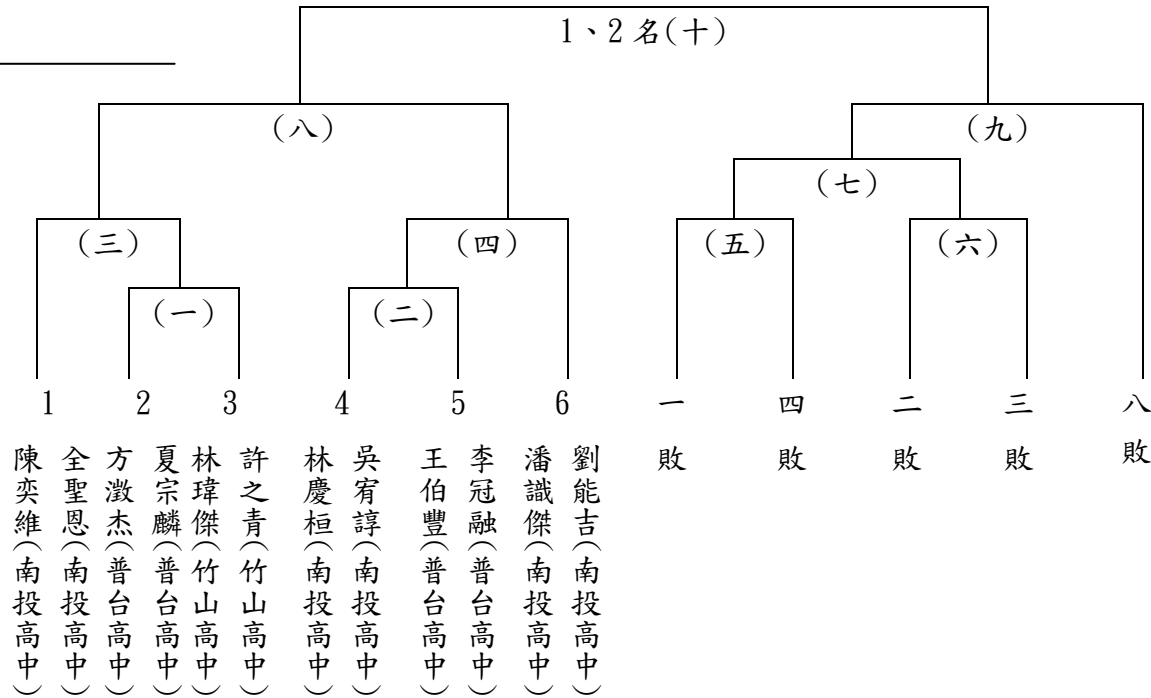 1、2名(十)
(八)
(九)
(七)
(三)
(四)
(五)
(六)
(一)
(二)
1
2
3
4
5
6
一敗
四敗
二敗
三敗
八敗
陳奕維(南投高中)
全聖恩(南投高中)
方澂杰(普台高中)
夏宗麟(普台高中)
林瑋傑(竹山高中)
許之青(竹山高中)
林慶桓(南投高中)
吳宥諄(南投高中)
王伯豐(普台高中)
李冠融(普台高中)
潘識傑(南投高中)
劉能吉(南投高中)